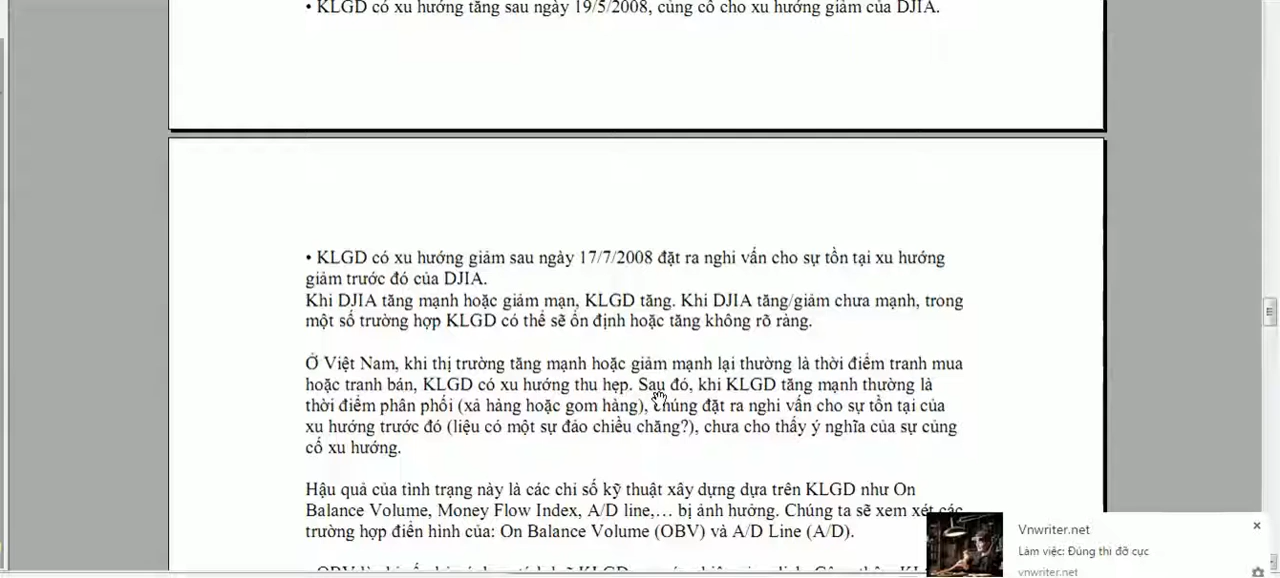 • KLGD có xu hướng tăng sau ngày 19/5/2008, củng cố cho xu hướng giảm của DJIA.
• KLGD có xu hướng giảm sau ngày 17/7/2008 đặt ra nghi vấn cho sự tồn tại xu hướng
giảm trước đó của DJIA.
Khi DJIA tăng mạnh hoặc giảm mạn, KLGD tăng. Khi DJIA tăng/giảm chưa mạnh, trong
một số trường hợp KLGD có thể sẽ ổn định hoặc tăng không rõ ràng.
Ở Việt Nam, khi thị trường tăng mạnh hoặc giảm mạnh lại thường là thời điểm tranh mua
hoặc tranh bán, KLGD có xu hướng thu hẹp. Sau đó, khi KLGD tăng mạnh thường là
thời điểm phân phối (xả hàng hoặc gom hàng), chúng đặt ra nghi vấn cho sự tồn tại của
xu hướng trước đó (liệu có một sự đảo chiều chăng?), chưa cho thấy ý nghĩa của sự củng
cố xu hướng.
Hậu quả của tình trạng này là các chỉ số kỹ thuật xây dựng dựa trên KLGD như On
Balance Volume, Money Flow Index, A/D line,... bị ảnh hưởng. Chúng ta sẽ xem xét các
trường hợp điển hình của: On Balance Volume (OBV) và A/D Line (A/D).
Vnwriter.net
Làm việc: Đúng thì đỡ cực
vnwriter.net